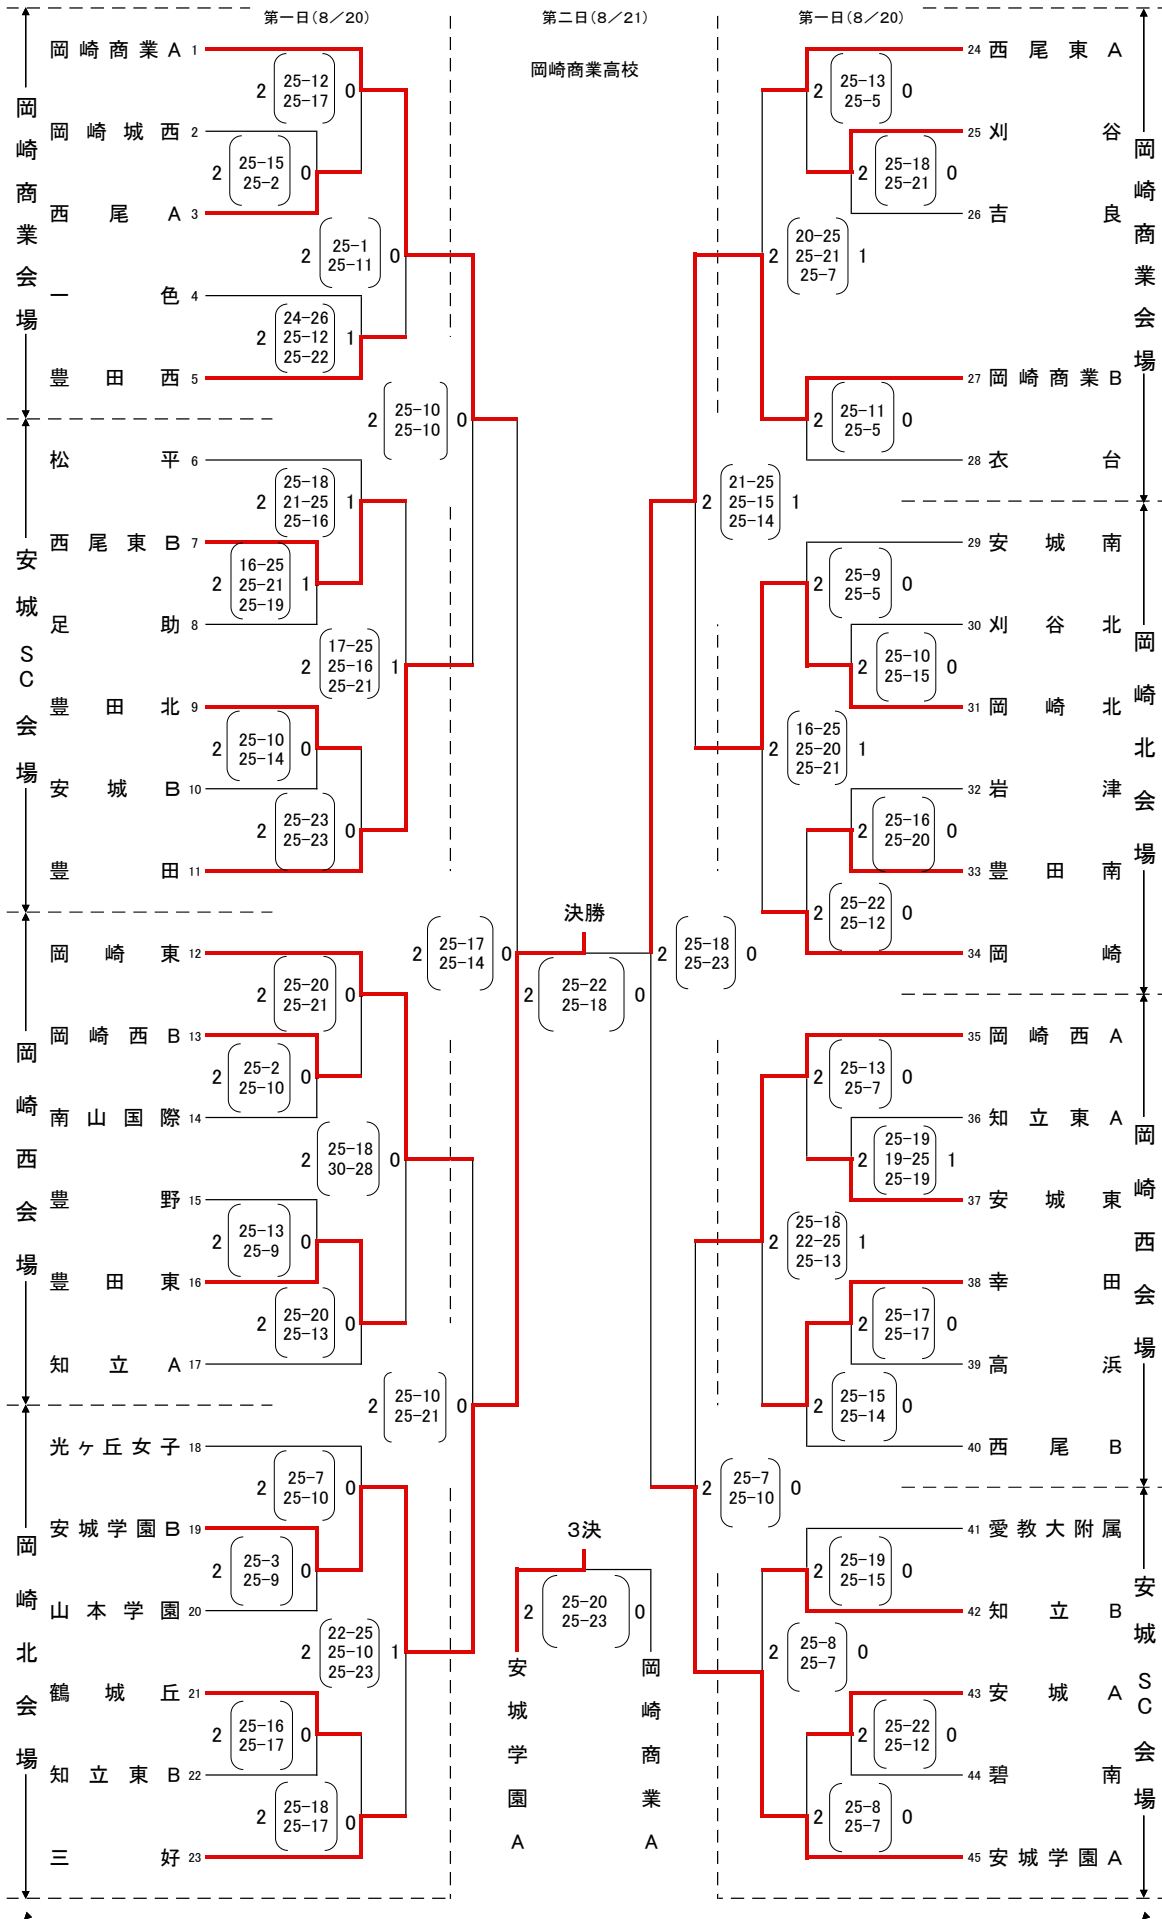 第一日(8／20)
第二日(8／21)
第一日(8／20)
岡崎商業高校
岡崎商業会場
岡崎商業A 1
2 25-12 25-17 0
岡崎城西 2
2 25-15 25-2 0
西尾A 3
2 25-1 25-11 0
一色 4
2 24-26 25-12 25-22 1
豊田西 5
2 25-10 25-10 0
安城SC会場
松平 6
2 25-18 21-25 25-16 1
西尾東B 7
2 16-25 25-21 25-19 1
足助 8
2 17-25 25-16 25-21 1
豊田北 9
2 25-10 25-14 0
安城B 10
2 25-23 25-23 0
豊田 11
2 25-17 25-14 0
岡崎西会場
岡崎東 12
2 25-20 25-21 0
岡崎西B 13
2 25-2 25-10 0
南山国際 14
2 25-18 30-28 0
豊野 15
2 25-13 25-9 0
豊田東 16
2 25-20 25-13 0
知立A 17
2 25-10 25-21 0
岡崎北会場
光ヶ丘女子 18
2 25-7 25-10 0
安城学園B 19
2 25-3 25-9 0
山本学園 20
2 22-25 25-10 25-23 1
鶴城丘 21
2 25-16 25-17 0
知立東B 22
2 25-18 25-17 0
三好 23
決勝
2 25-22 25-18 0
3決
2 25-20 25-23 0
安城学園A
岡崎商業A
岡崎商業会場
24 西尾東A
2 25-13 25-5 0
25 刈谷
2 25-18 25-21 0
26 吉良
2 20-25 25-21 25-7 1
27 岡崎商業B
2 25-11 25-5 0
28 衣台
2 21-25 25-15 25-14 1
岡崎北会場
29 安城南
2 25-9 25-5 0
30 刈谷北
2 25-10 25-15 0
31 岡崎北
2 16-25 25-20 25-21 1
32 岩津
2 25-16 25-20 0
33 豊田南
2 25-22 25-12 0
34 岡崎
2 25-18 25-23 0
岡崎西会場
35 岡崎西A
2 25-13 25-7 0
36 知立東A
2 25-19 19-25 25-19 1
37 安城東
2 25-18 22-25 25-13 1
38 幸田
2 25-17 25-17 0
39 高浜
2 25-15 25-14 0
40 西尾B
2 25-7 25-10 0
安城SC会場
41 愛教大附属
2 25-19 25-15 0
42 知立B
2 25-8 25-7 0
43 安城A
2 25-22 25-12 0
44 碧南
2 25-8 25-7 0
45 安城学園A